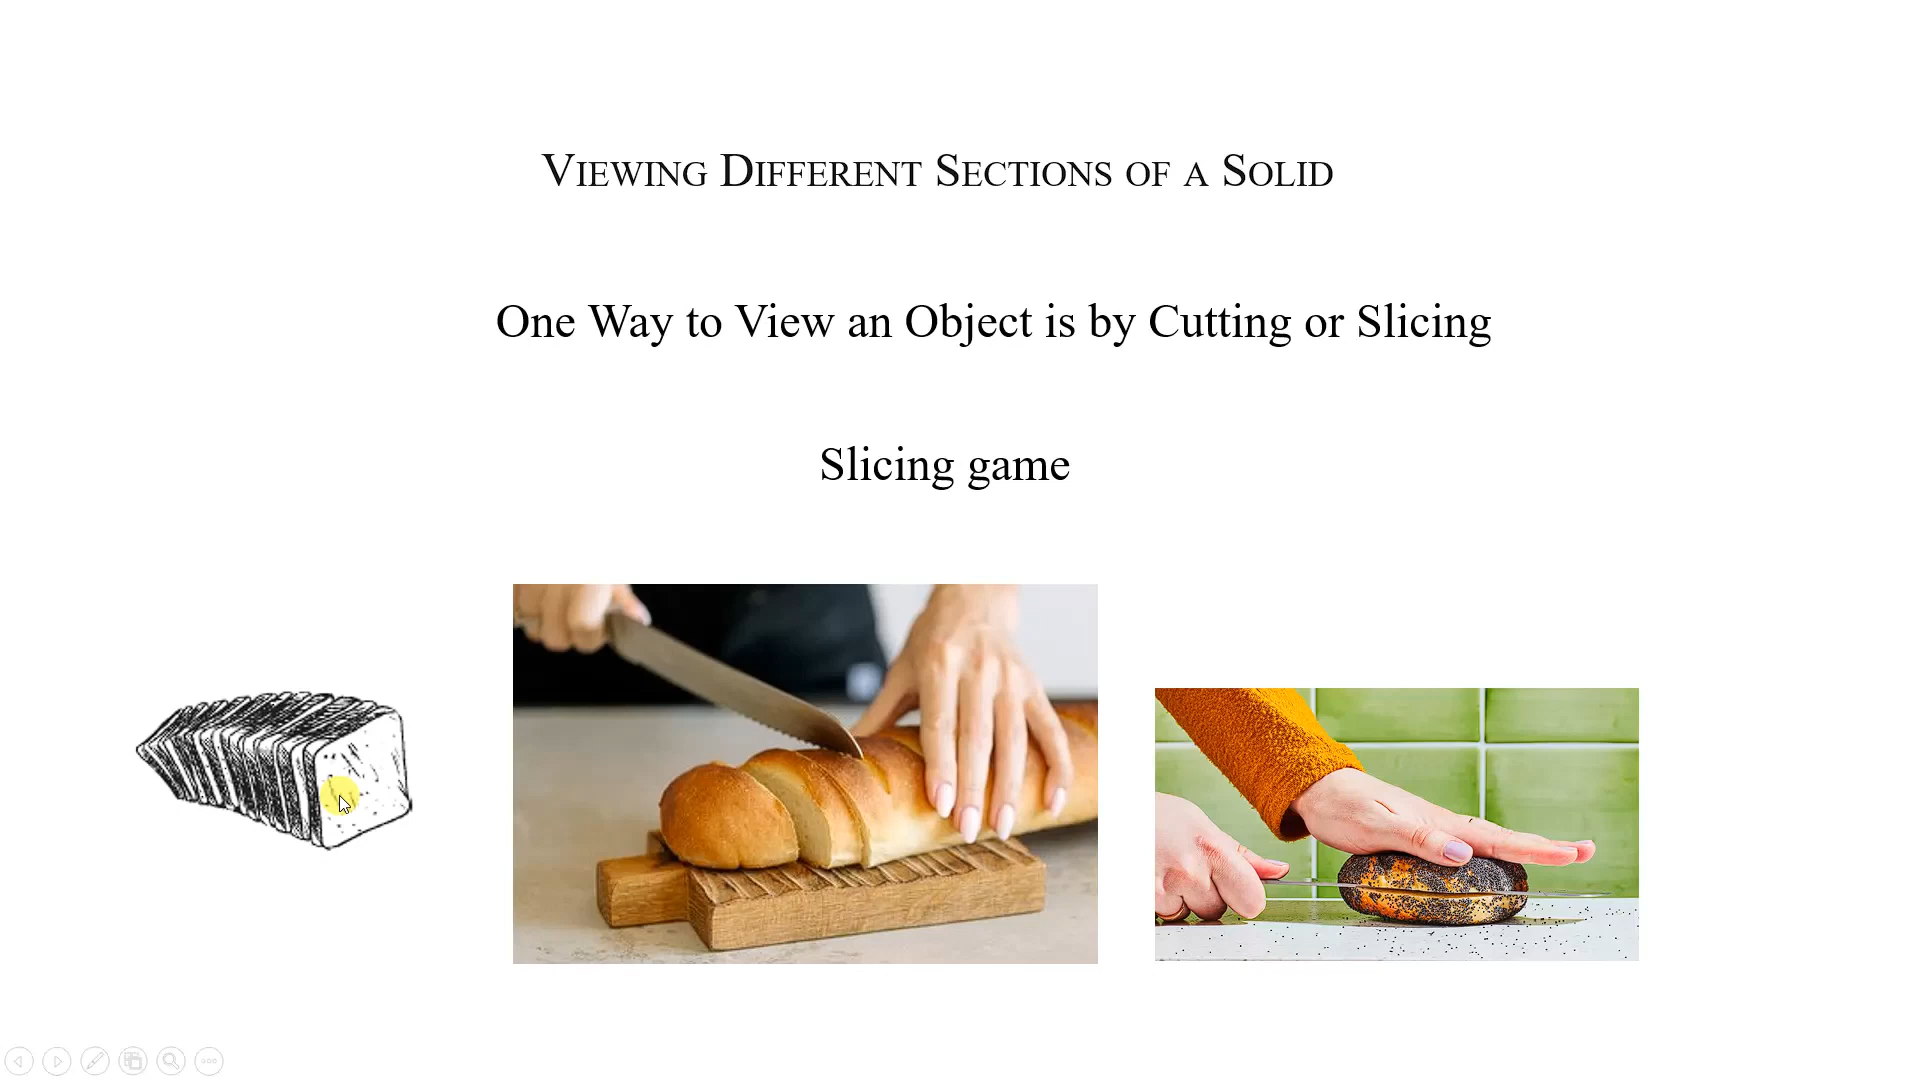 Viewing Different Sections of a Solid
One Way to View an Object is by Cutting or Slicing
Slicing game